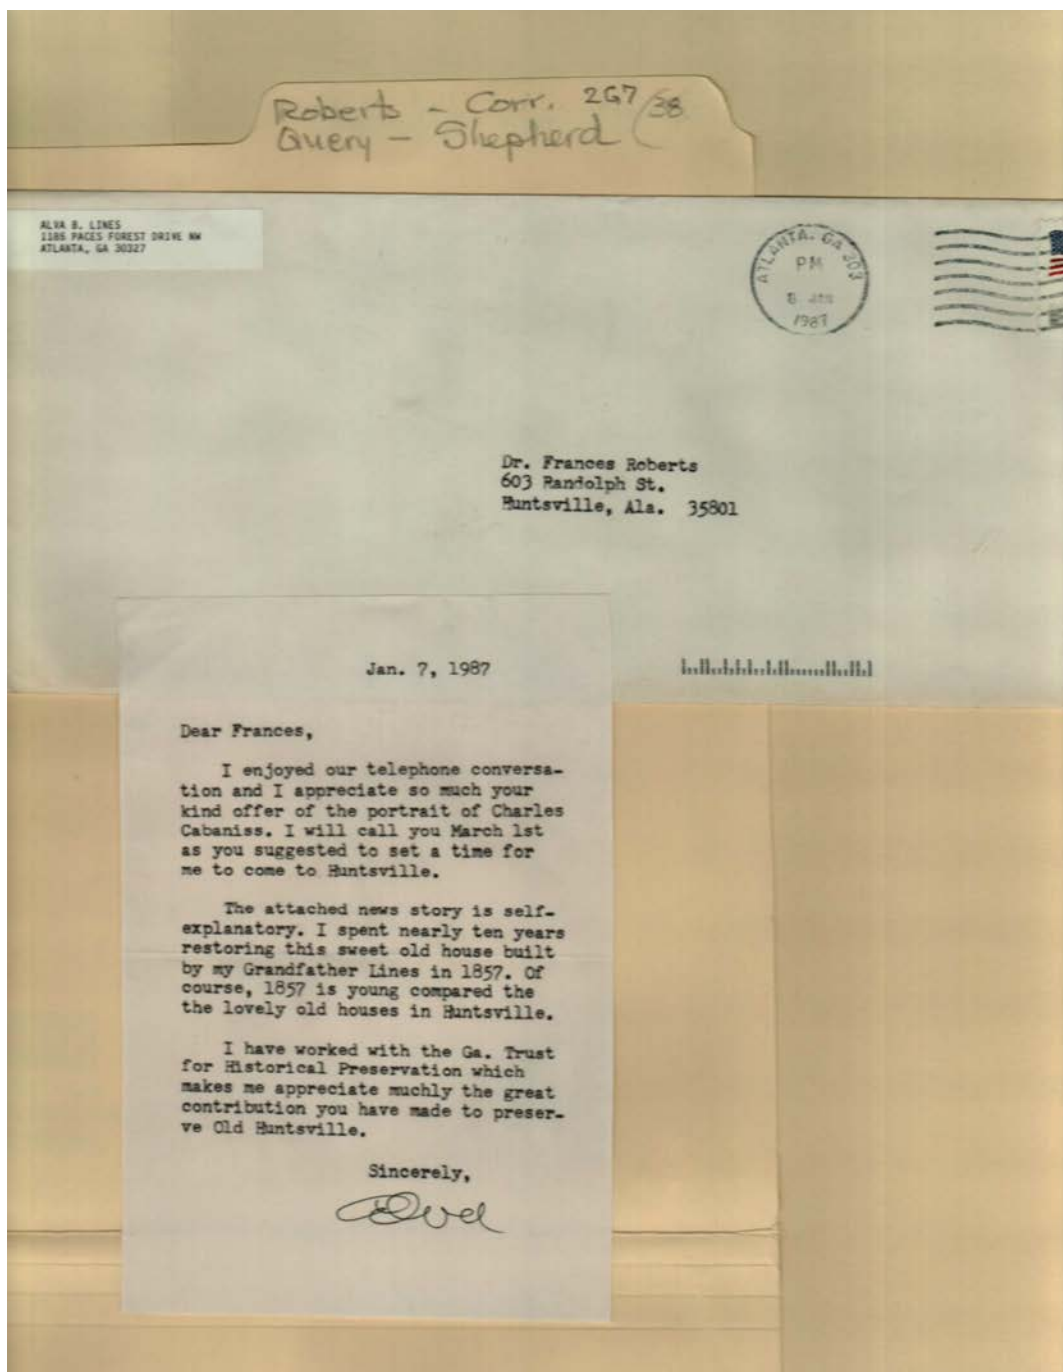 Roberts - Corr. 2G7/38
Query - Shepherd
ALVA B. LINES
1186 PACES FOREST DRIVE NW
ATLANTA, GA 30327
ATLANTA, GA 303
PM
8 JAN
1987
Dr. Frances Roberts
603 Randolph St.
Huntsville, Ala. 35801
Jan. 7, 1987
Dear Frances,
I enjoyed our telephone conversa-
tion and I appreciate so much your
kind offer of the portrait of Charles
Cabaniss. I will call you March 1st
as you suggested to set a time for
me to come to Huntsville.
The attached news story is self-
explanatory. I spent nearly ten years
restoring this sweet old house built
by my Grandfather Lines in 1857. Of
course, 1857 is young compared the
the lovely old houses in Huntsville.
I have worked with the Ga. Trust
for Historical Preservation which
makes me appreciate muchly the great
contribution you have made to preser-
ve Old Huntsville.
Sincerely,
Alva